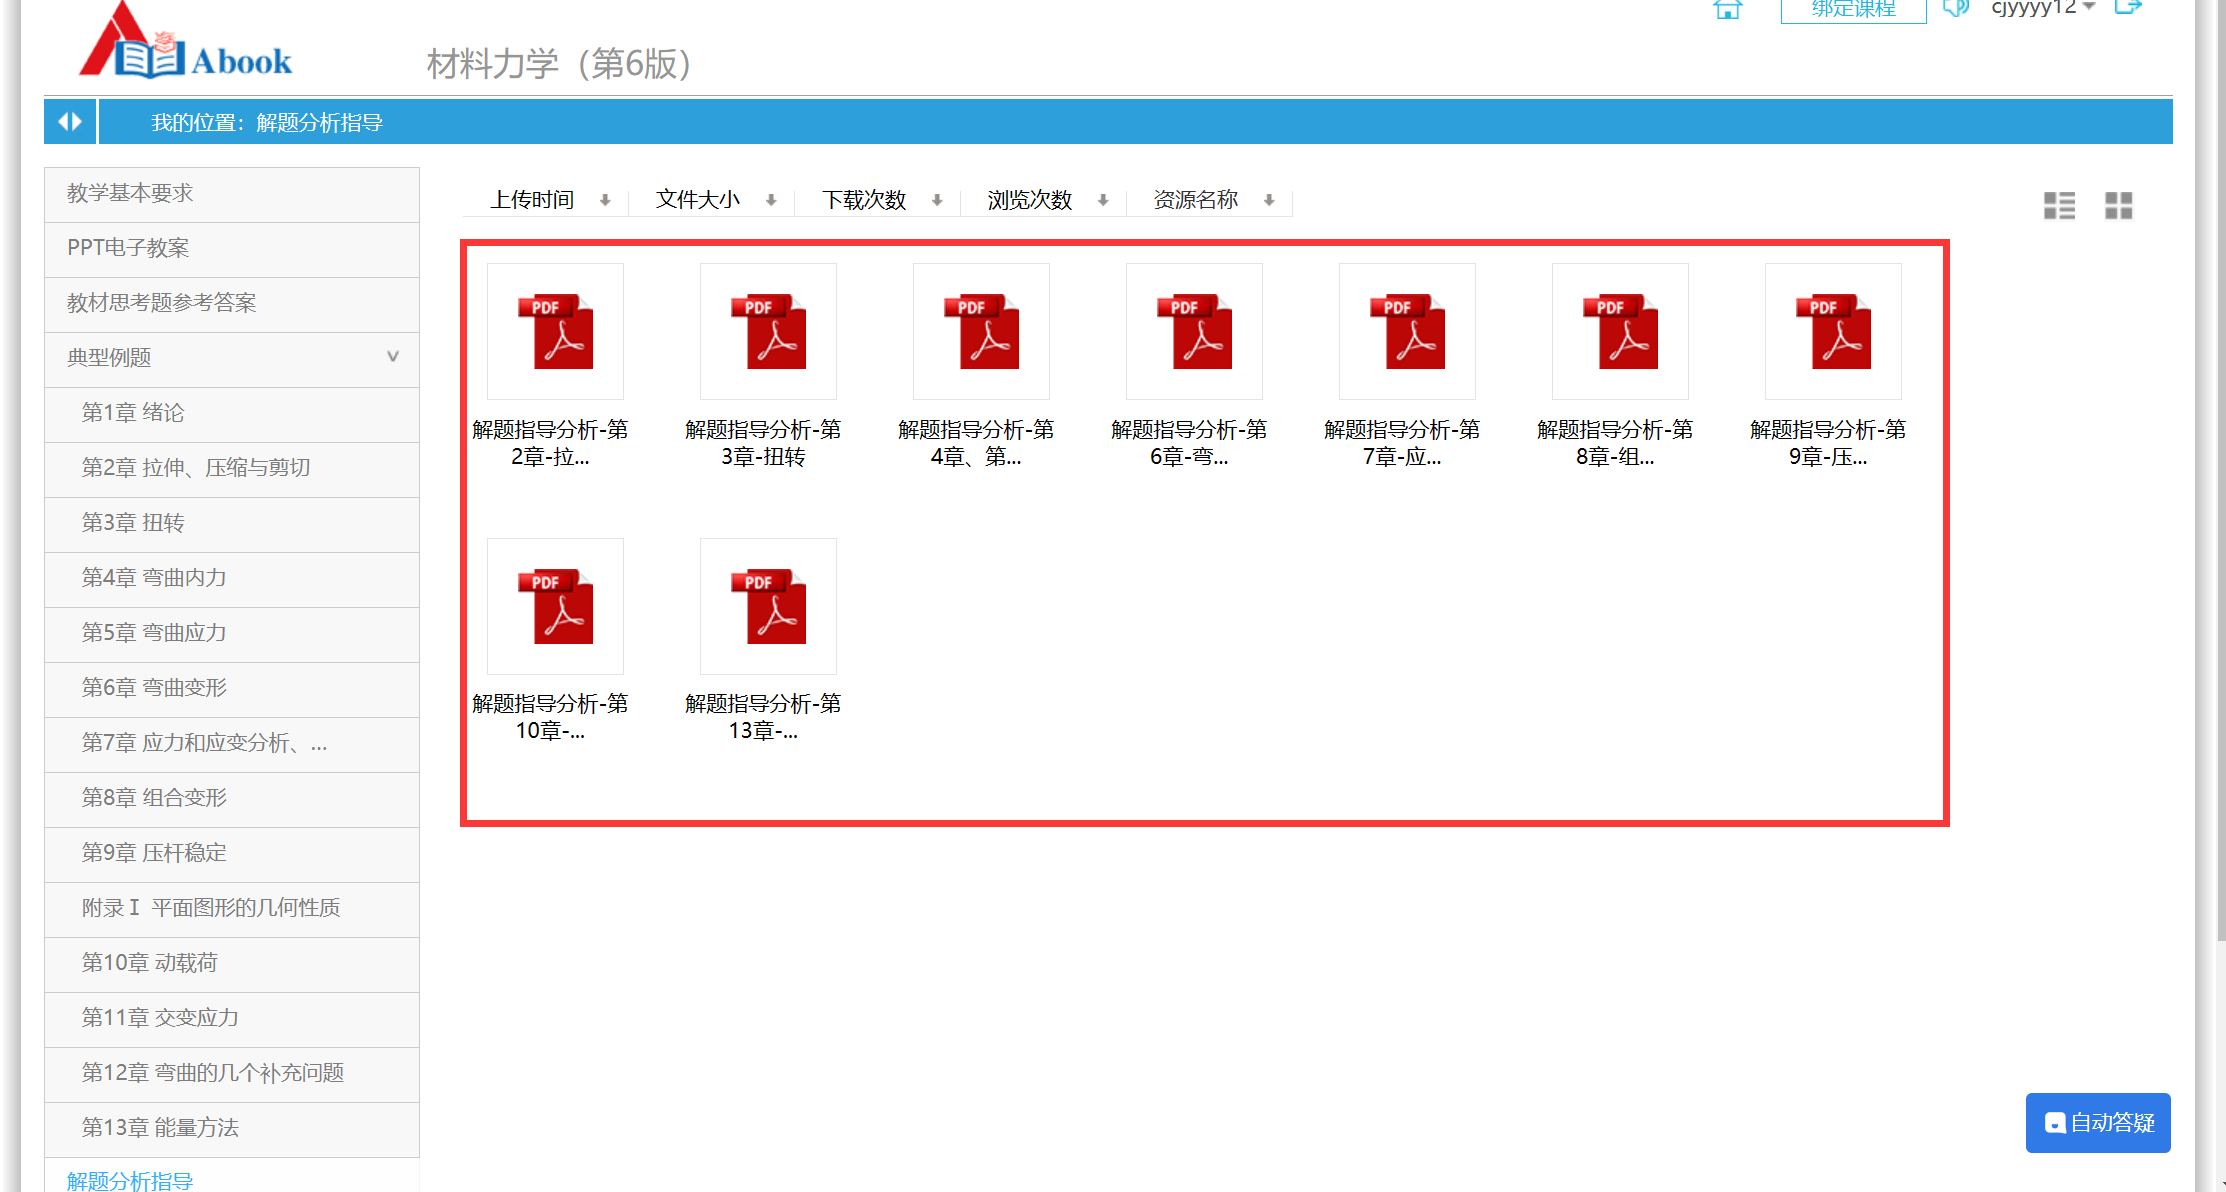 绑定课程
cjyyyy12
Abook
材料力学（第6版）
我的位置：解题分析指导
教学基本要求
PPT电子教案
教材思考题参考答案
典型例题
第1章 绪论
第2章 拉伸、压缩与剪切
第3章 扭转
第4章 弯曲内力
第5章 弯曲应力
第6章 弯曲变形
第7章 应力和应变分析、...
第8章 组合变形
第9章 压杆稳定
附录Ⅰ 平面图形的几何性质
第10章 动载荷
第11章 交变应力
第12章 弯曲的几个补充问题
第13章 能量方法
解题分析指导
上传时间
文件大小
下载次数
浏览次数
资源名称
PDF
解题指导分析-第
2章-拉...
PDF
解题指导分析-第
3章-扭转
PDF
解题指导分析-第
4章、第...
PDF
解题指导分析-第
6章-弯...
PDF
解题指导分析-第
7章-应...
PDF
解题指导分析-第
8章-组...
PDF
解题指导分析-第
9章-压...
PDF
解题指导分析-第
10章-...
PDF
解题指导分析-第
13章-...
自动答疑